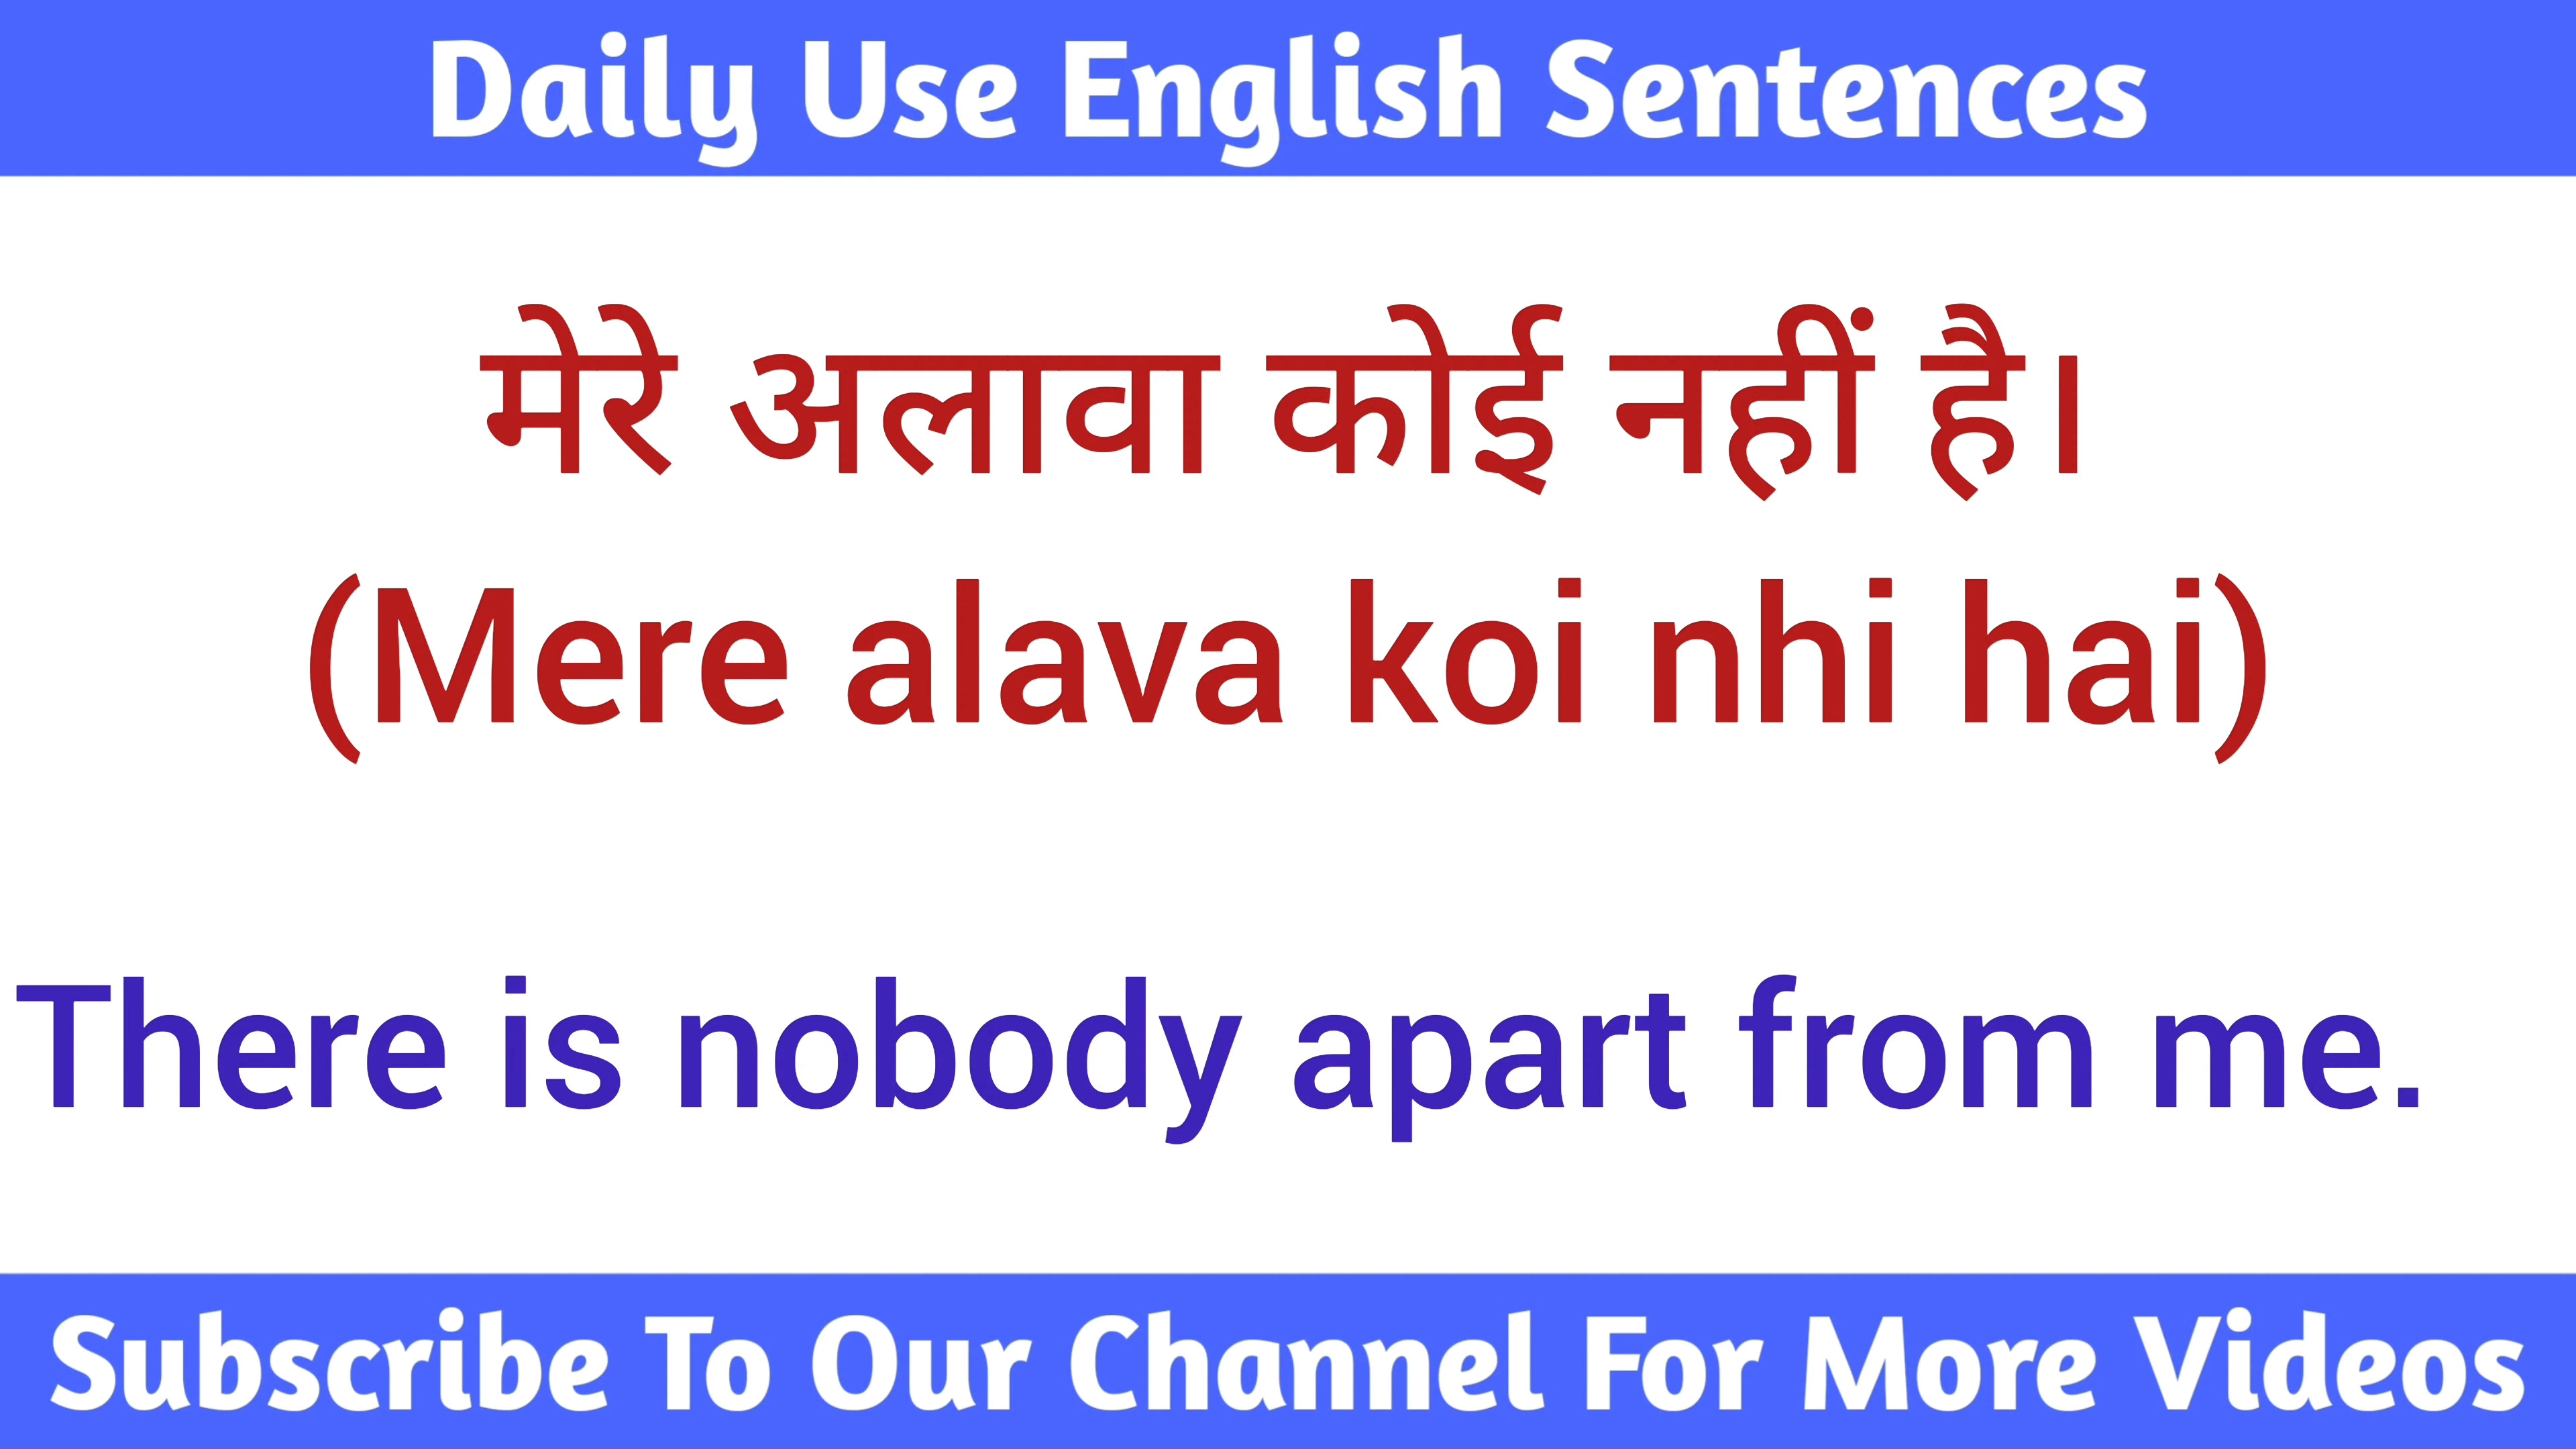 Daily Use English Sentences
मेरे अलावा कोई नहीं है।
(Mere alava koi nhi hai)
There is nobody apart from me.
Subscribe To Our Channel For More Videos